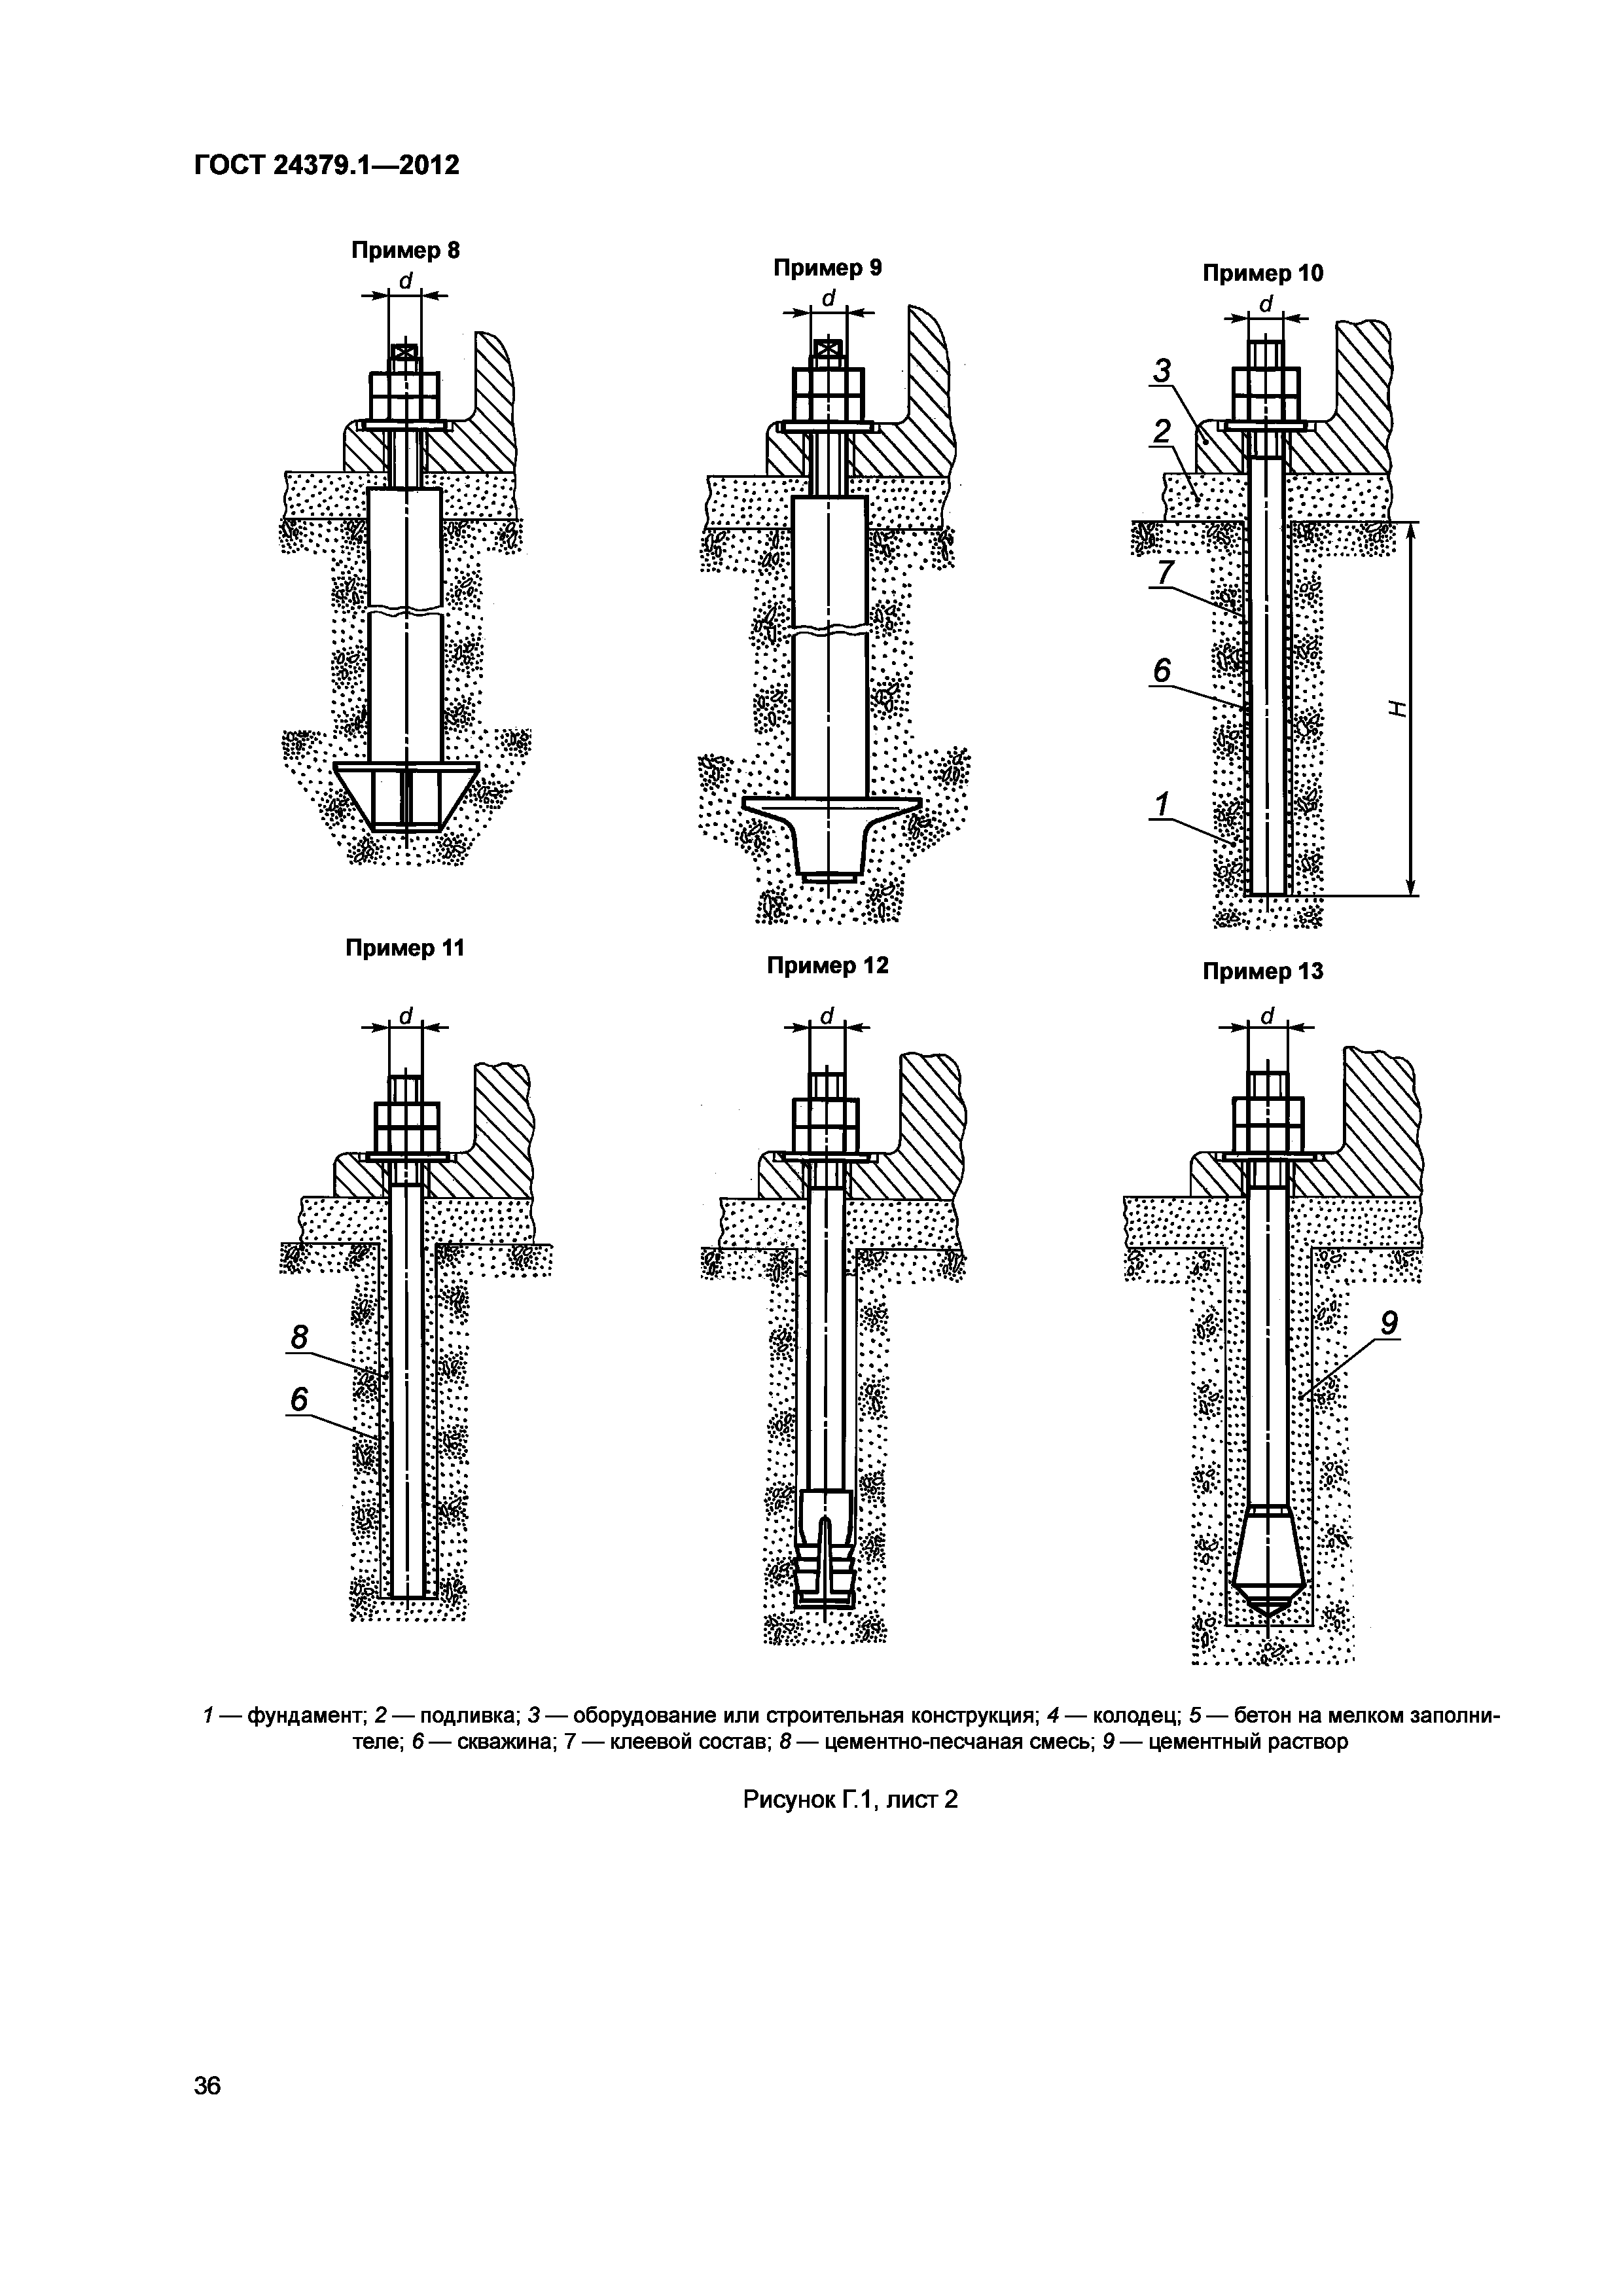 ГОСТ 24379.1—2012
Пример 8
d
Пример 9
d
Пример 10
d
3
2
7
6
1
H
Пример 11
d
8
6
Пример 12
d
Пример 13
d
9
1 — фундамент; 2 — подливка; 3 — оборудование или строительная конструкция; 4 — колодец; 5 — бетон на мелком заполни-
теле; 6 — скважина; 7 — клеевой состав; 8 — цементно-песчаная смесь; 9 — цементный раствор
Рисунок Г.1, лист 2
36